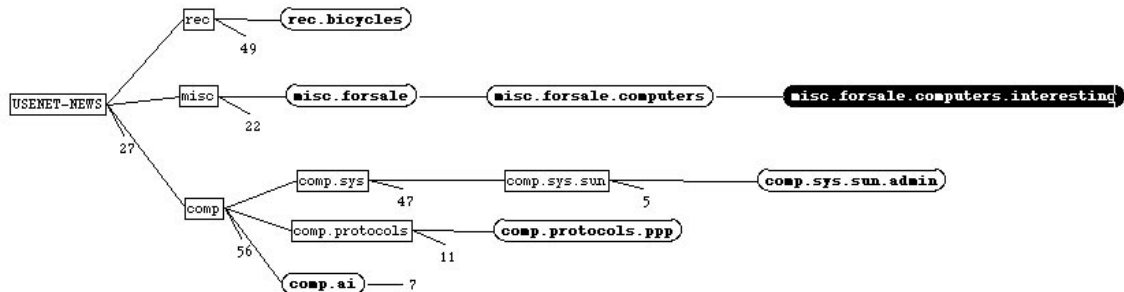 rec
rec.bicycles
49
USENET-NEWS
misc
misc.forsale
misc.forsale.computers
misc.forsale.computers.interesting
22
27
comp.sys
comp.sys.sun
comp.sys.sun.admin
47
5
comp
comp.protocols
comp.protocols.ppp
56
11
comp.ai
7